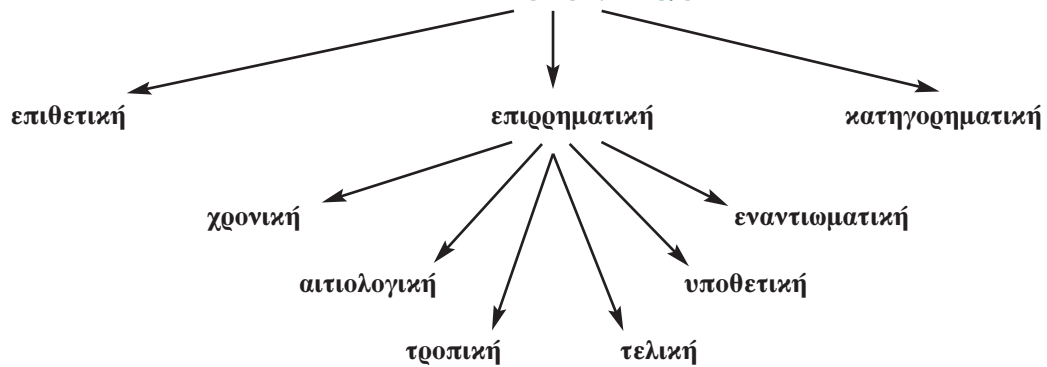 επιθετική επιρρηματική κατηγορηματική
χρονική εναντιωματική
αιτιολογική υποθετική
τροπική τελική